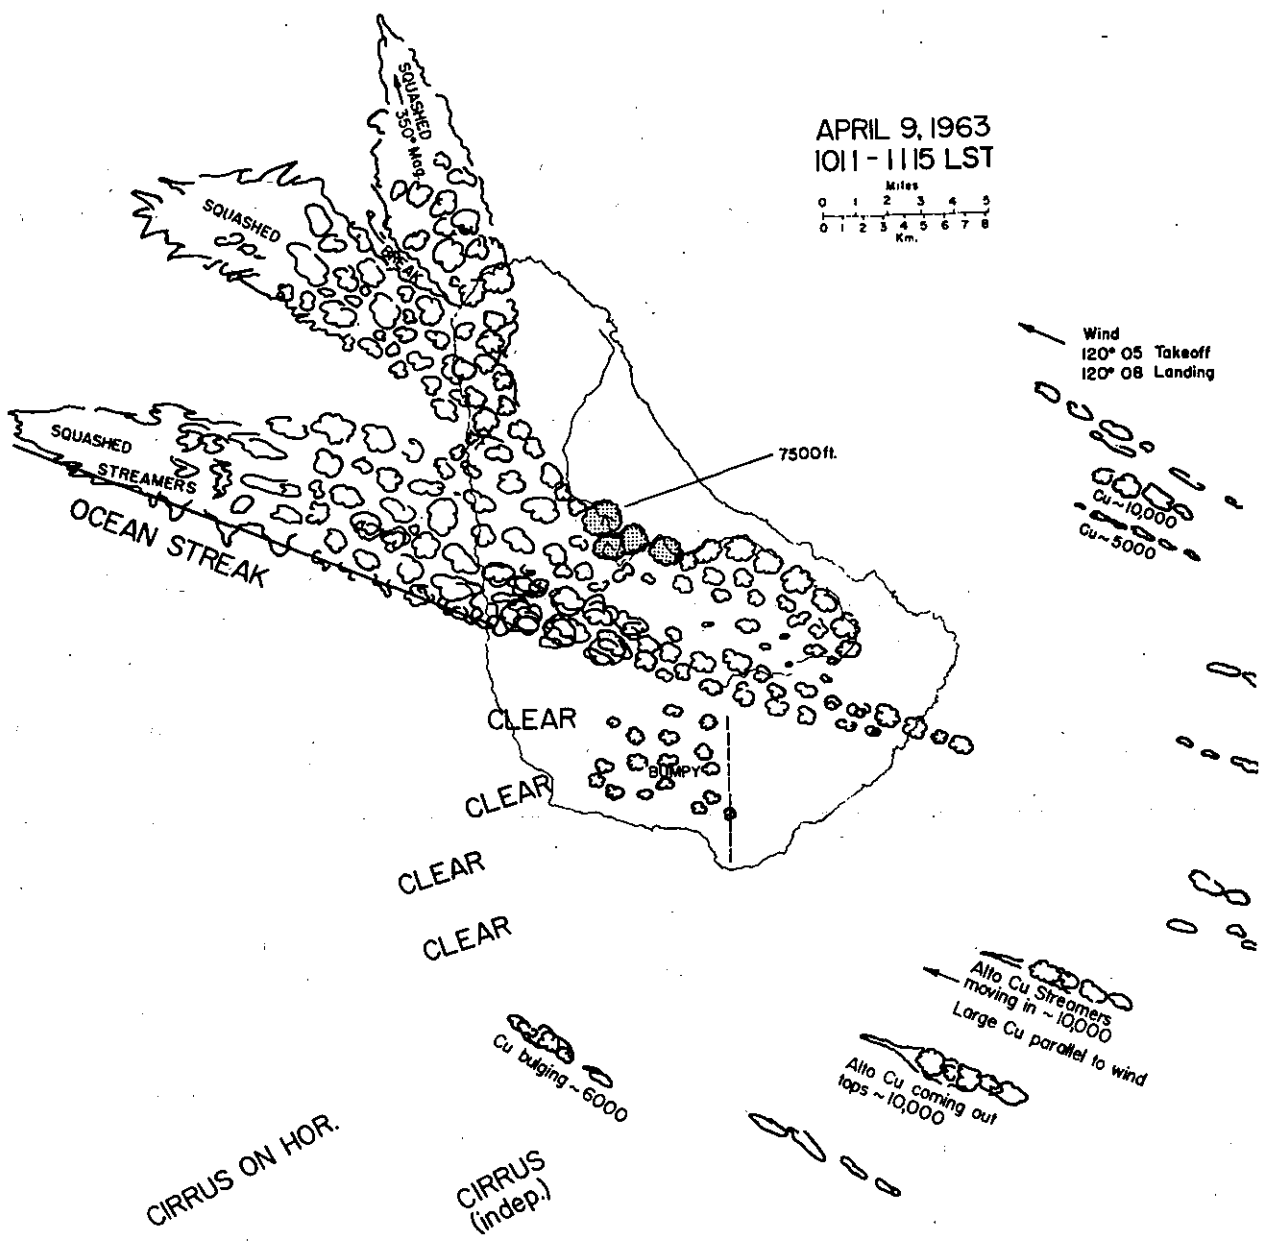 APRIL 9, 1963
1011-1115 LST
Miles
0 1 2 3 4 5
0 1 2 3 4 5 6 7 8
Km.
SQUASHED
350° Mag.
SQUASHED
BREAK
Wind
120° 05 Takeoff
120° 08 Landing
SQUASHED
STREAMERS
OCEAN STREAK
7500 ft.
Cu ~ 10,000
Cu ~ 5000
CLEAR
BUMPY
CLEAR
CLEAR
CLEAR
Alto Cu Streamers
moving in ~ 10,000
Large Cu parallel to wind
Cu bulging ~ 6000
Alto Cu coming out
tops ~ 10,000
CIRRUS ON HOR.
CIRRUS
(indep.)